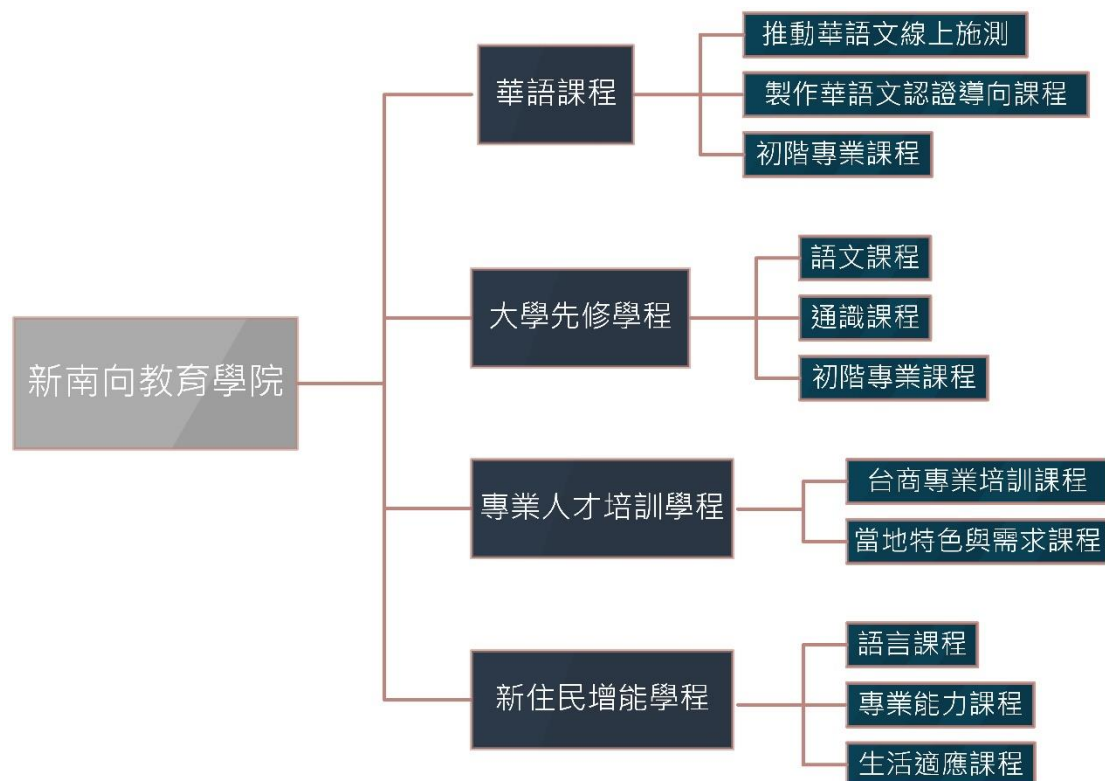 新南向教育學院
華語課程
推動華語文線上施測
製作華語文認證導向課程
初階專業課程
大學先修學程
語文課程
通識課程
初階專業課程
專業人才培訓學程
台商專業培訓課程
當地特色與需求課程
新住民增能學程
語言課程
專業能力課程
生活適應課程